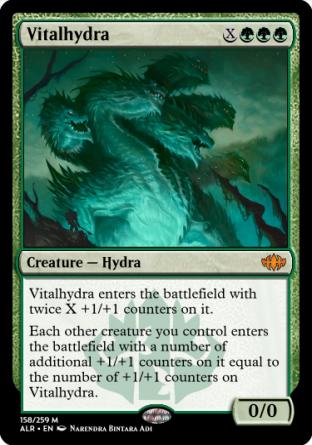 Vitalhydra X
Creature — Hydra
Vitalhydra enters the battlefield with
twice X +1/+1 counters on it.
Each other creature you control enters
the battlefield with a number of
additional +1/+1 counters on it equal to
the number of +1/+1 counters on
Vitalhydra.
158/259 M
ALR • EN Narendra Bintara Adi
0/0